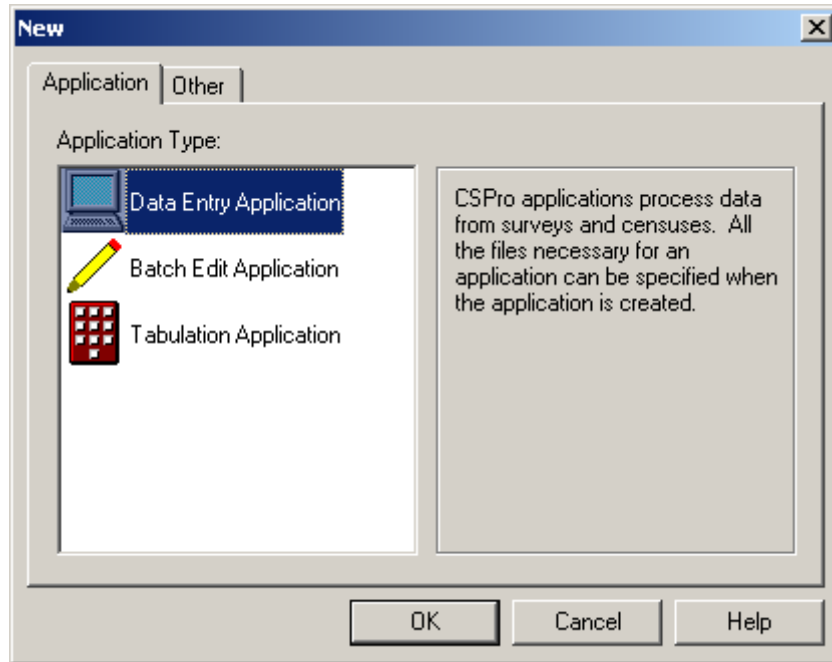 New
Application
Other
Application Type:
Data Entry Application
Batch Edit Application
Tabulation Application
CSPro applications process data
from surveys and censuses.  All
the files necessary for an
application can be specified when
the application is created.
OK
Cancel
Help